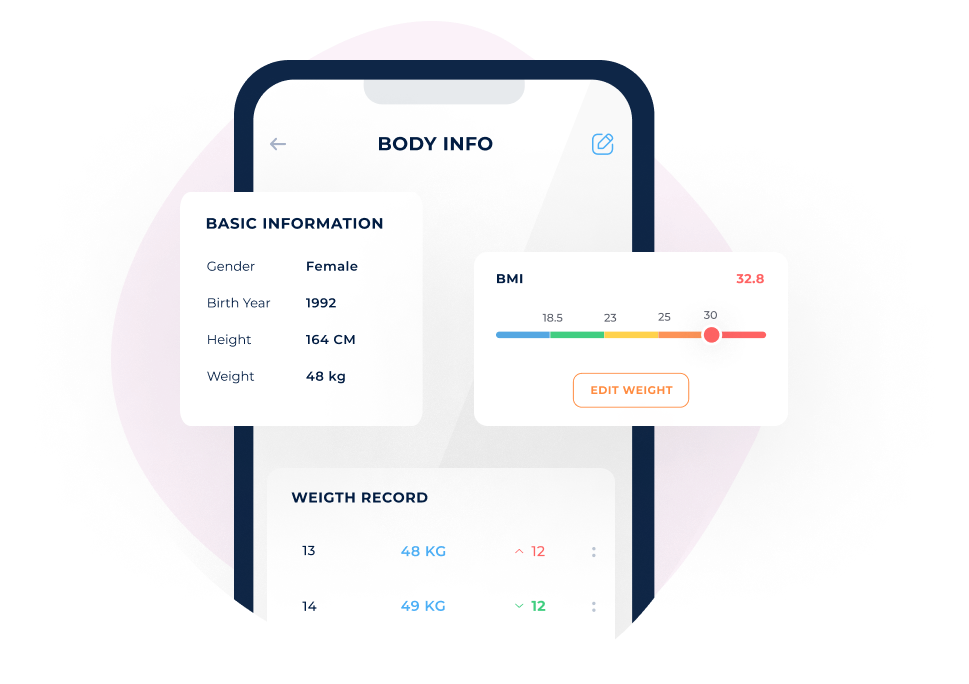 BODY INFO
BASIC INFORMATION
Gender Female
Birth Year 1992
Height 164 CM
Weight 48 kg
BMI 32.8
18.5 23 25 30
EDIT WEIGHT
WEIGTH RECORD
13 48 KG 12
14 49 KG 12